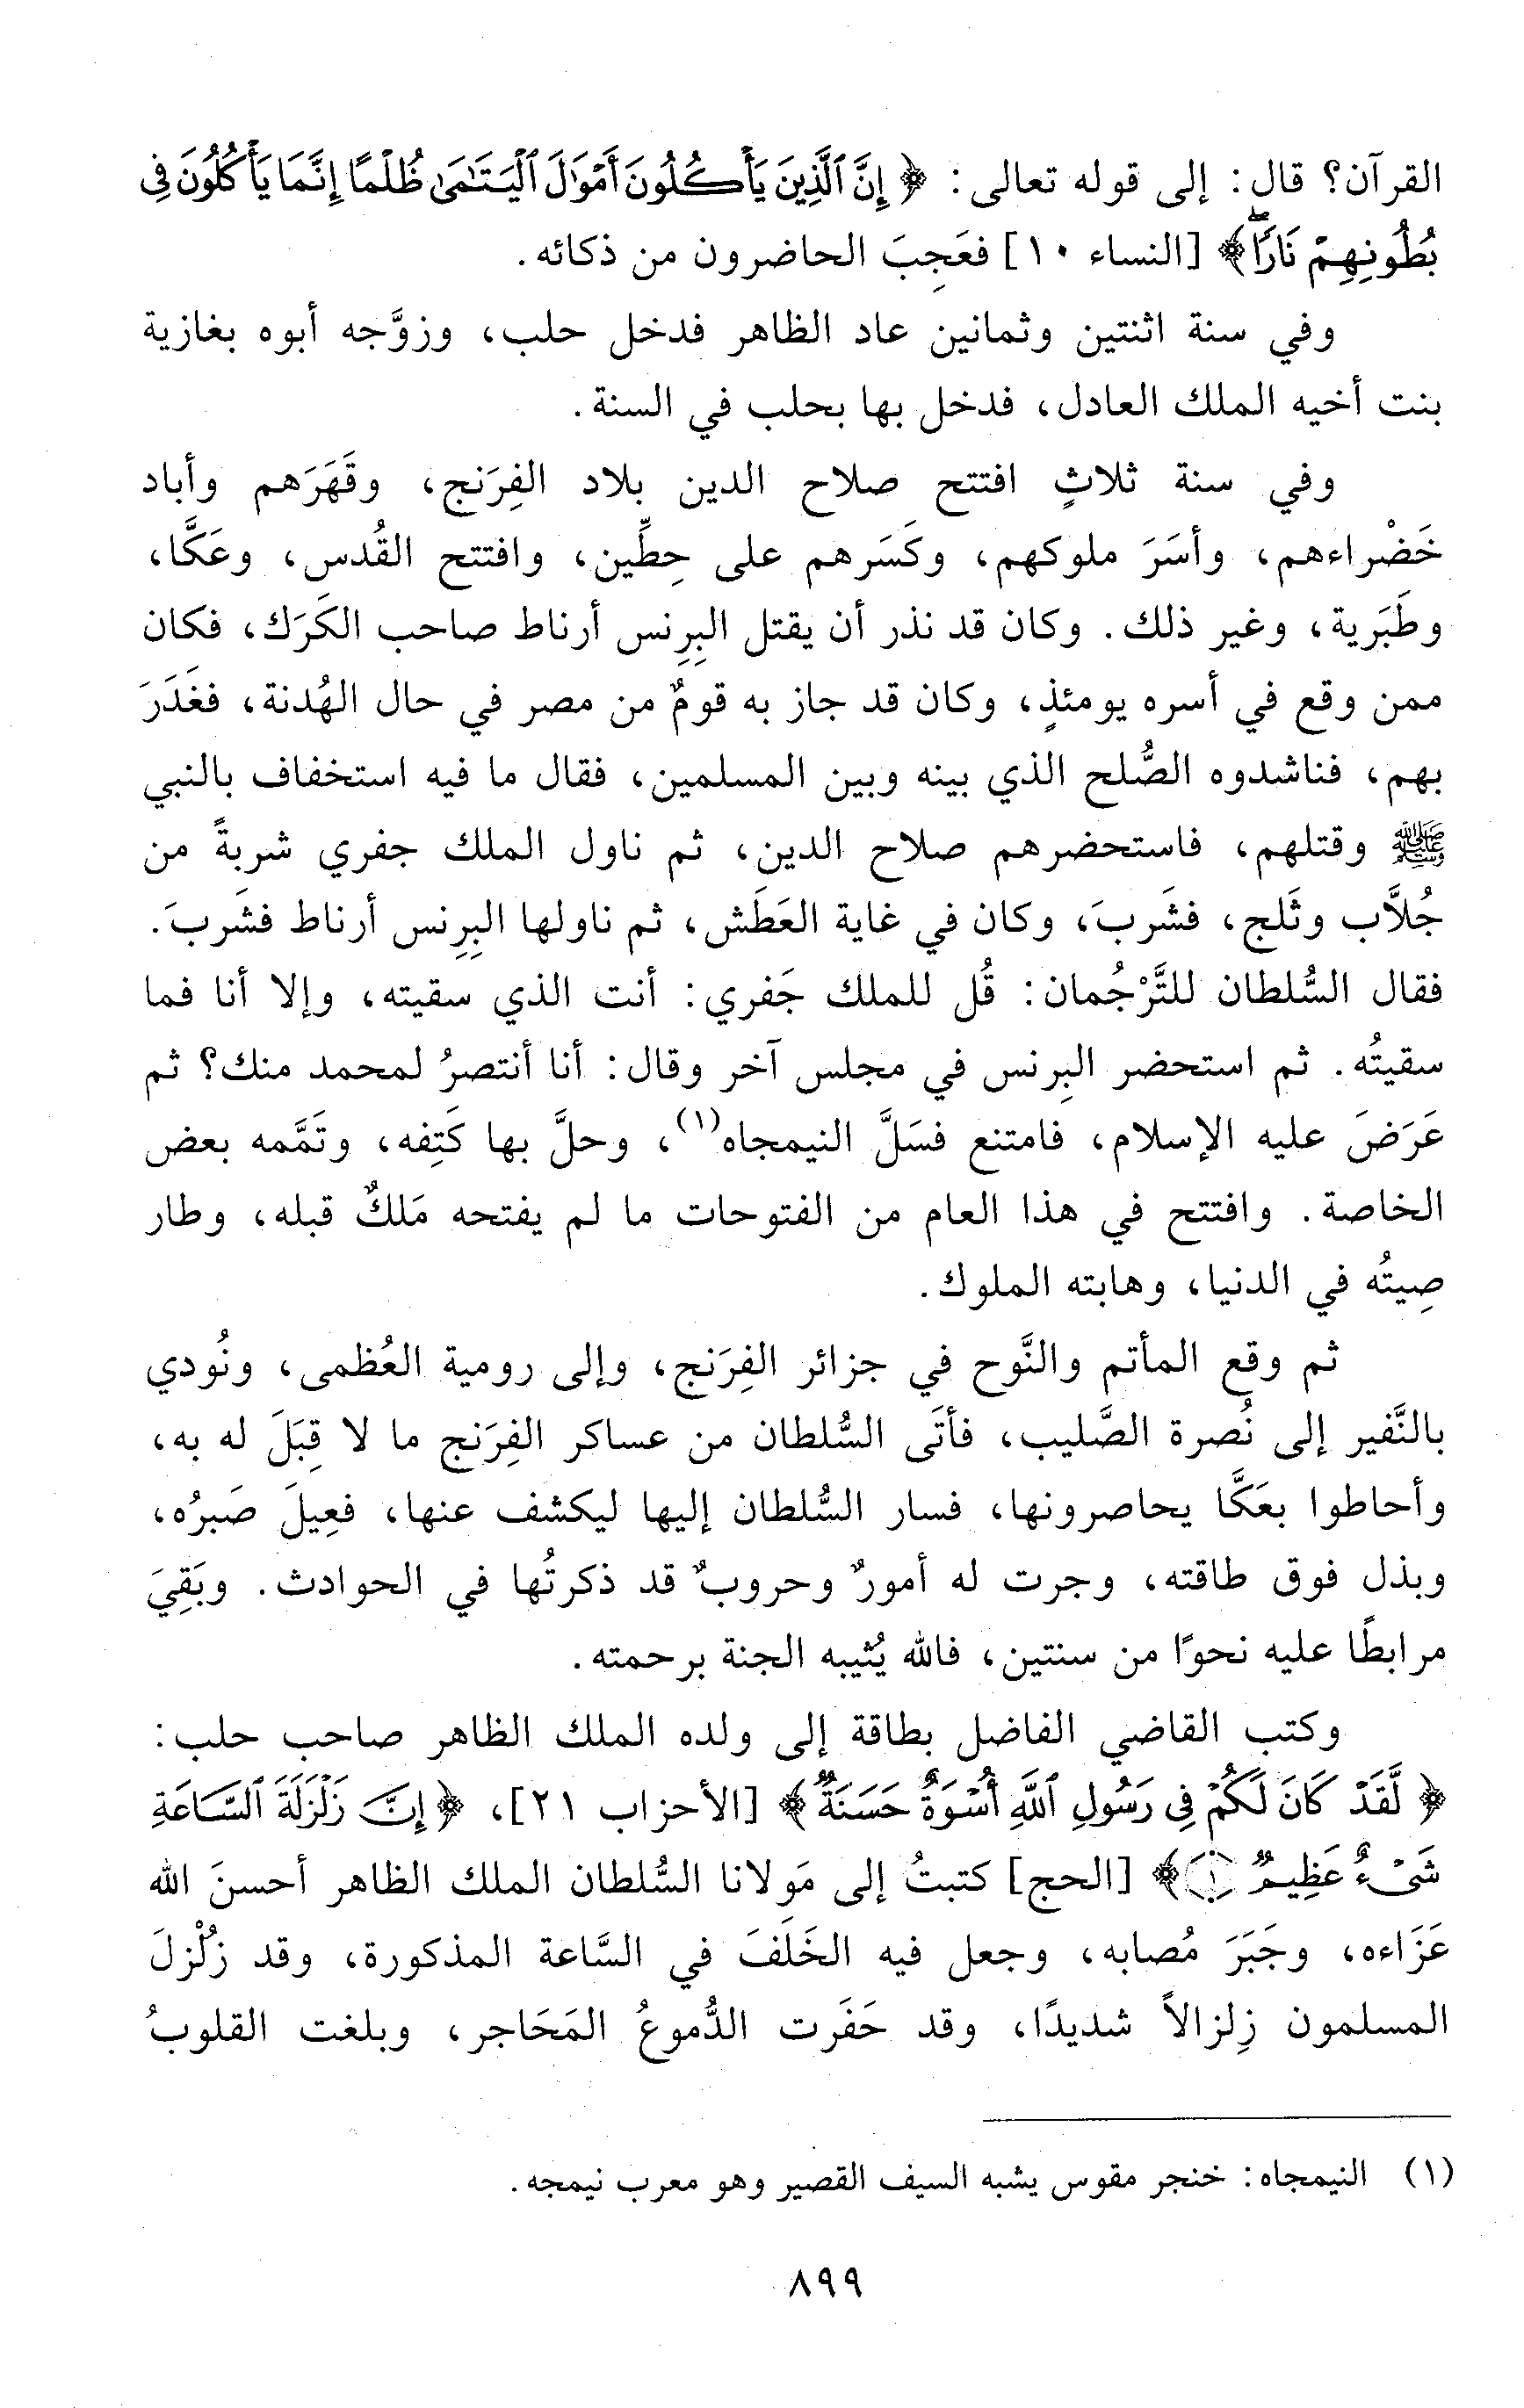 القرآن؟ قال: إلى قوله تعالى: ﴿ إِنَّ ٱلَّذِينَ يَأْكُلُونَ أَمْوَٰلَ ٱلْيَتَٰمَىٰ ظُلْمًا إِنَّمَا يَأْكُلُونَ فِى
بُطُونِهِمْ نَارًاۖ﴾ [النساء ١٠] فعَجِبَ الحاضرون من ذكائه.
وفي سنة اثنتين وثمانين عاد الظاهر فدخل حلب، وزوَّجه أبوه بغازية
بنت أخيه الملك العادل، فدخل بها بحلب في السنة.
وفي سنة ثلاثٍ افتتح صلاح الدين بلاد الفِرَنج، وقَهَرَهم وأباد
خَضْراءهم، وأسَرَ ملوكهم، وكَسَرهم على حِطِّين، وافتتح القُدس، وعَكَّا،
وطَبَرية، وغير ذلك. وكان قد نذر أن يقتل البِرِنس أرناط صاحب الكَرَك، فكان
ممن وقع في أسره يومئذٍ، وكان قد جاز به قومٌ من مصر في حال الهُدنة، فغَدَرَ
بهم، فناشدوه الصُّلح الذي بينه وبين المسلمين، فقال ما فيه استخفاف بالنبي
ﷺ وقتلهم، فاستحضرهم صلاح الدين، ثم ناول الملك جفري شربةً من
جُلاَّب وثَلج، فشَربَ، وكان في غاية العَطَش، ثم ناولها البِرِنس أرناط فشَربَ.
فقال السُّلطان للتَّرْجُمان: قُل للملك جَفري: أنت الذي سقيته، وإلا أنا فما
سقيتُه. ثم استحضر البِرنس في مجلس آخر وقال: أنا أنتصرُ لمحمد منك؟ ثم
عَرَضَ عليه الإسلام، فامتنع فسَلَّ النيمجاه(١)، وحلَّ بها كَتِفه، وتَمَّمه بعض
الخاصة. وافتتح في هذا العام من الفتوحات ما لم يفتحه مَلكٌ قبله، وطار
صِيتُه في الدنيا، وهابته الملوك.
ثم وقع المأتم والنَّوح في جزائر الفِرَنج، وإلى رومية العُظمى، ونُودي
بالنَّفير إلى نُصرة الصَّليب، فأتَى السُّلطان من عساكر الفِرَنج ما لا قِبَلَ له به،
وأحاطوا بعَكَّا يحاصرونها، فسار السُّلطان إليها ليكشف عنها، فعِيلَ صَبرُه،
وبذل فوق طاقته، وجرت له أمورٌ وحروبٌ قد ذكرتُها في الحوادث. وبَقِيَ
مرابطًا عليه نحوًا من سنتين، فالله يُثيبه الجنة برحمته.
وكتب القاضي الفاضل بطاقة إلى ولده الملك الظاهر صاحب حلب:
﴿ لَّقَدْ كَانَ لَكُمْ فِى رَسُولِ ٱللَّهِ أُسْوَةٌ حَسَنَةٌ ﴾ [الأحزاب ٢١]، ﴿ إِنَّ زَلْزَلَةَ ٱلسَّاعَةِ
شَىْءٌ عَظِيمٌ ١﴾ [الحج] كتبتُ إلى مَولانا السُّلطان الملك الظاهر أحسنَ الله
عَزَاءه، وجَبَرَ مُصابه، وجعل فيه الخَلَفَ في السَّاعة المذكورة، وقد زُلْزلَ
المسلمون زِلزالاً شديدًا، وقد حَفَرت الدُّموعُ المَحَاجر، وبلغت القلوبُ
(١) النيمجاه: خنجر مقوس يشبه السيف القصير وهو معرب نيمجه.
٨٩٩